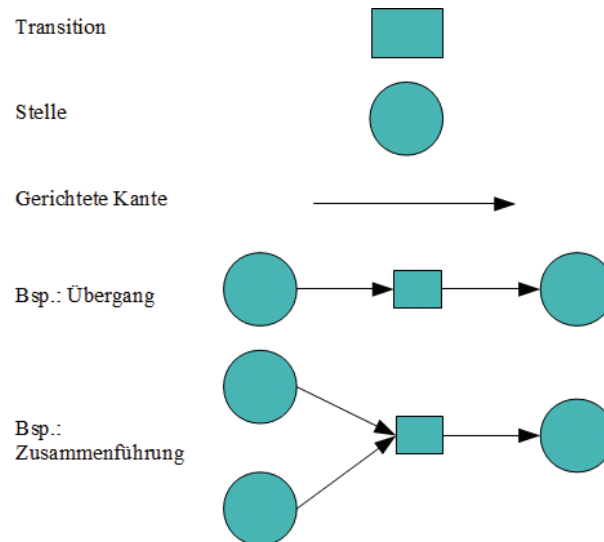 Transition
Stelle
Gerichtete Kante
Bsp.: Übergang
Bsp.:
Zusammenführung